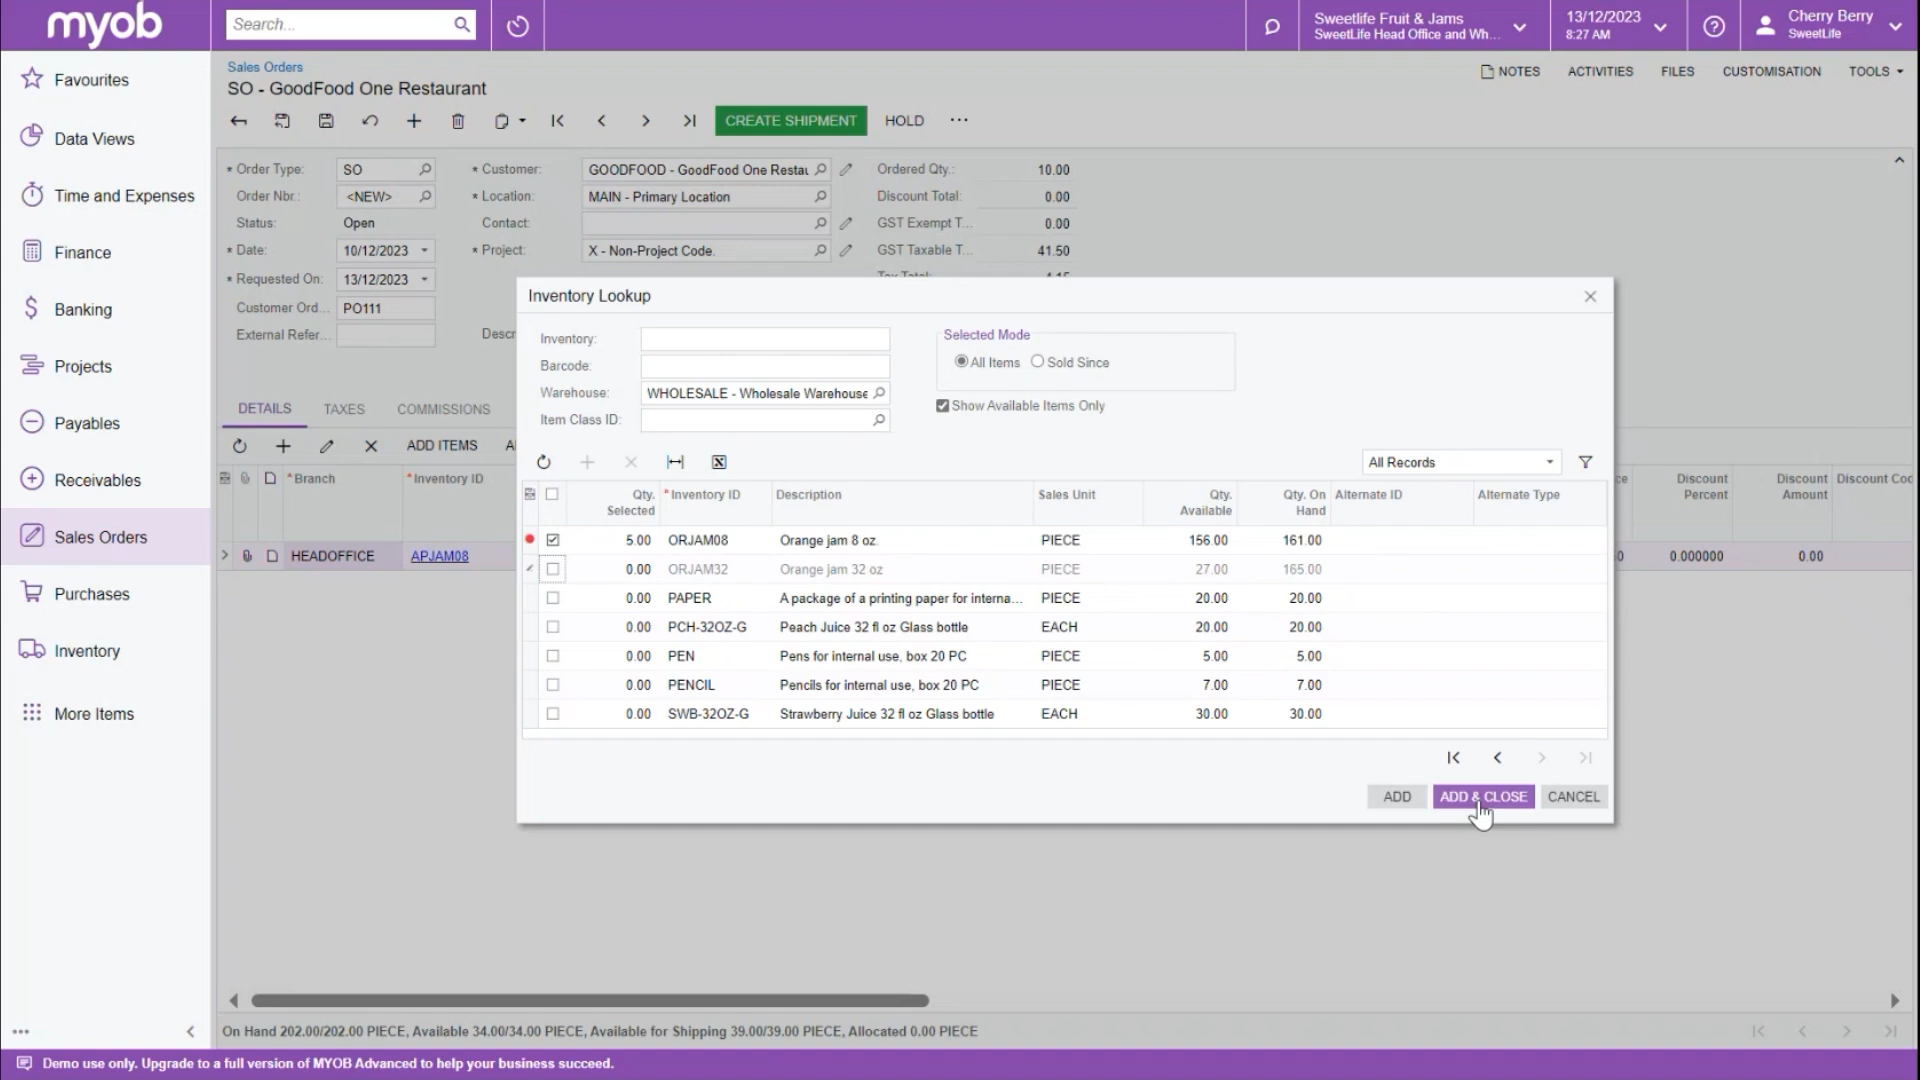 myob
Search...
Sweetlife Fruit & Jams
SweetLife Head Office and Wh...
13/12/2023
8:27 AM
Cherry Berry
SweetLife
Favourites
Data Views
Time and Expenses
Finance
Banking
Projects
Payables
Receivables
Sales Orders
Purchases
Inventory
More Items
Sales Orders
SO - GoodFood One Restaurant
NOTES ACTIVITIES FILES CUSTOMISATION TOOLS
CREATE SHIPMENT HOLD ...
* Order Type: SO * Customer: GOODFOOD - GoodFood One Restau Ordered Qty.: 10.00
Order Nbr.: <NEW> * Location: MAIN - Primary Location Discount Total: 0.00
Status: Open Contact: GST Exempt T... 0.00
* Date: 10/12/2023 * Project: X - Non-Project Code. GST Taxable T... 41.50
* Requested On: 13/12/2023 Tax Total: 4.15
Customer Ord... PO111
External Refer... Descr
DETAILS TAXES COMMISSIONS
ADD ITEMS
* Branch * Inventory ID
Discount Percent Discount Amount Discount Coc
HEADOFFICE APJAM08 0.000000 0.00
Inventory Lookup
Inventory:
Barcode:
Warehouse: WHOLESALE - Wholesale Warehouse
Item Class ID:
Selected Mode
All Items Sold Since
Show Available Items Only
All Records
Qty. Selected * Inventory ID Description Sales Unit Qty. Available Qty. On Hand Alternate ID Alternate Type
5.00 ORJAM08 Orange jam 8 oz. PIECE 156.00 161.00
0.00 ORJAM32 Orange jam 32 oz PIECE 27.00 165.00
0.00 PAPER A package of a printing paper for interna... PIECE 20.00 20.00
0.00 PCH-32OZ-G Peach Juice 32 fl oz Glass bottle EACH 20.00 20.00
0.00 PEN Pens for internal use, box 20 PC PIECE 5.00 5.00
0.00 PENCIL Pencils for internal use, box 20 PC PIECE 7.00 7.00
0.00 SWB-32OZ-G Strawberry Juice 32 fl oz Glass bottle EACH 30.00 30.00
ADD ADD & CLOSE CANCEL
On Hand 202.00/202.00 PIECE, Available 34.00/34.00 PIECE, Available for Shipping 39.00/39.00 PIECE, Allocated 0.00 PIECE
Demo use only. Upgrade to a full version of MYOB Advanced to help your business succeed.